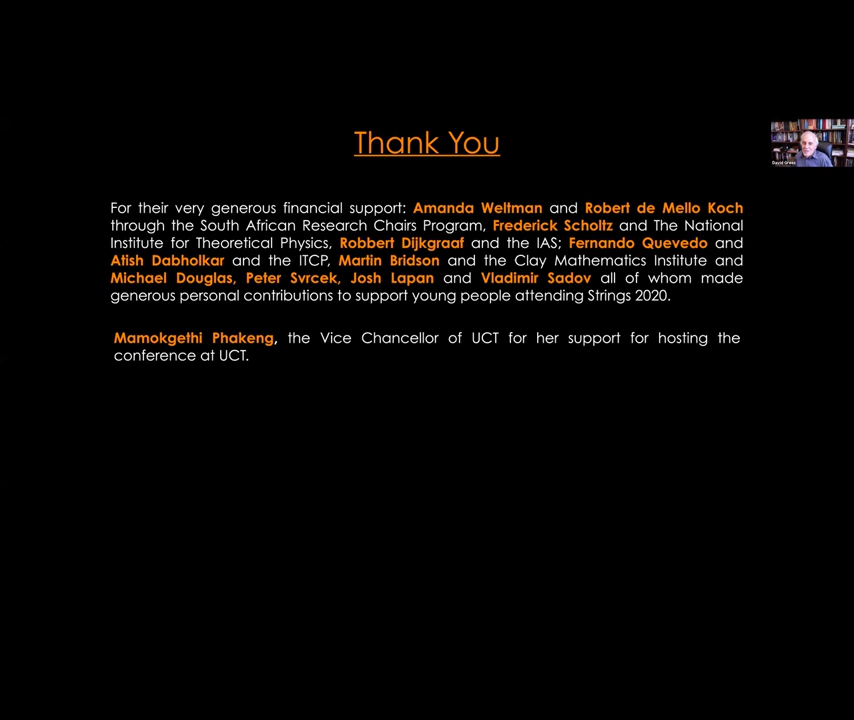 Thank You
For their very generous financial support: Amanda Weltman and Robert de Mello Koch
through the South African Research Chairs Program, Frederick Scholtz and The National
Institute for Theoretical Physics, Robbert Dijkgraaf and the IAS; Fernando Quevedo and
Atish Dabholkar and the ITCP, Martin Bridson and the Clay Mathematics Institute and
Michael Douglas, Peter Svrcek, Josh Lapan and Vladimir Sadov all of whom made
generous personal contributions to support young people attending Strings 2020.
Mamokgethi Phakeng, the Vice Chancellor of UCT for her support for hosting the
conference at UCT.
David Gross